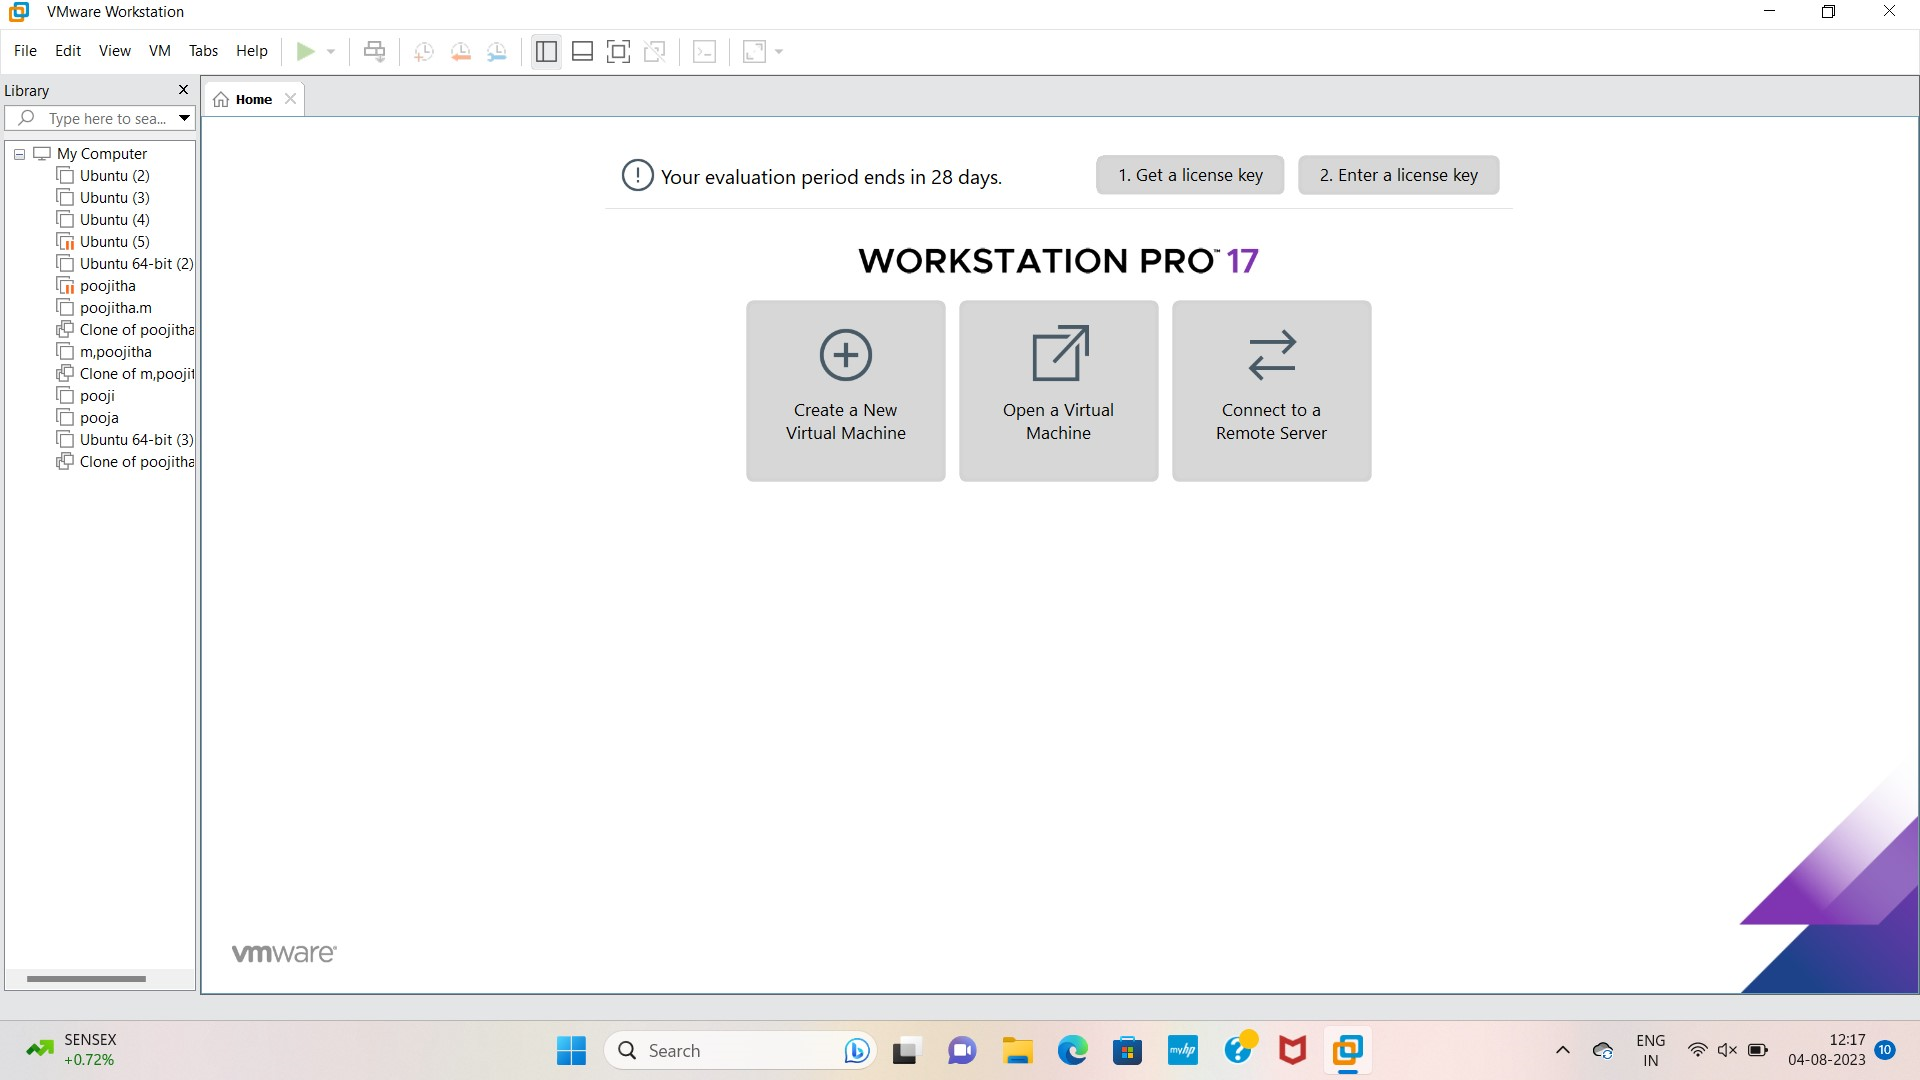 VMware Workstation
File Edit View VM Tabs Help
Library
Type here to sea...
Home
My Computer
Ubuntu (2)
Ubuntu (3)
Ubuntu (4)
Ubuntu (5)
Ubuntu 64-bit (2)
poojitha
poojitha.m
Clone of poojitha
m,poojitha
Clone of m,poojit
pooji
pooja
Ubuntu 64-bit (3)
Clone of poojitha
! Your evaluation period ends in 28 days.
1. Get a license key
2. Enter a license key
WORKSTATION PRO™ 17
Create a New
Virtual Machine
Open a Virtual
Machine
Connect to a
Remote Server
vmware®
SENSEX
+0.72%
Search
myhp
ENG
IN
12:17
04-08-2023
10